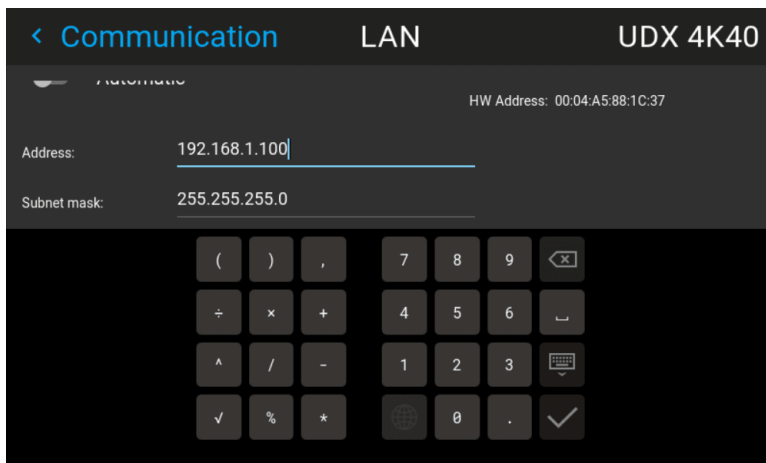 ‹ Communication LAN UDX 4K40
Automatic
HW Address: 00:04:A5:88:1C:37
Address: 192.168.1.100
Subnet mask: 255.255.255.0
( ) , 7 8 9
÷ × + 4 5 6
^ / - 1 2 3
√ % * 0 .